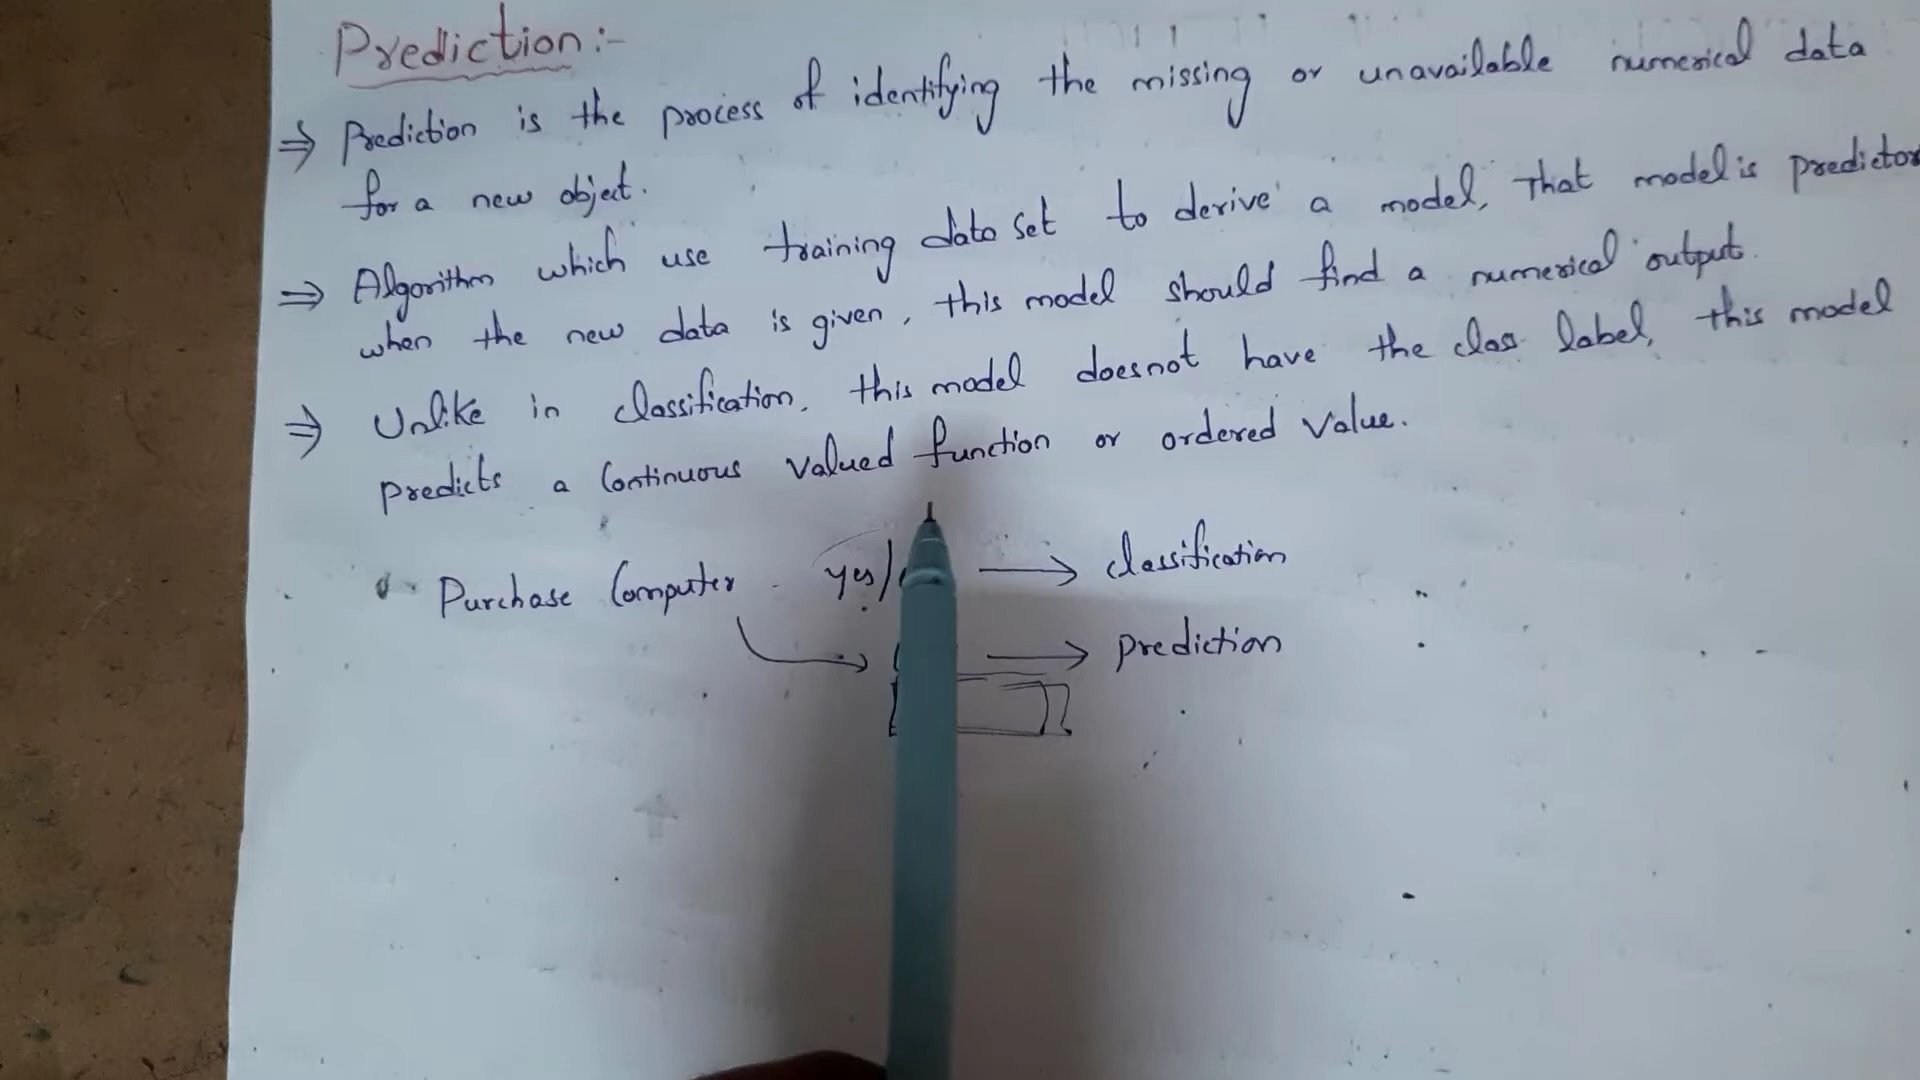 Prediction:-
⇒ Prediction is the process of identifying the missing or unavailable numerical data
for a new object.
⇒ Algorithm which use training data set to derive a model, That model is predictor
when the new data is given, this model should find a numerical output.
⇒ Unlike in classification, this model doesnot have the class label, this model
predicts a Continuous valued function or ordered value.
Purchase Computer yes/ → classification
→ prediction